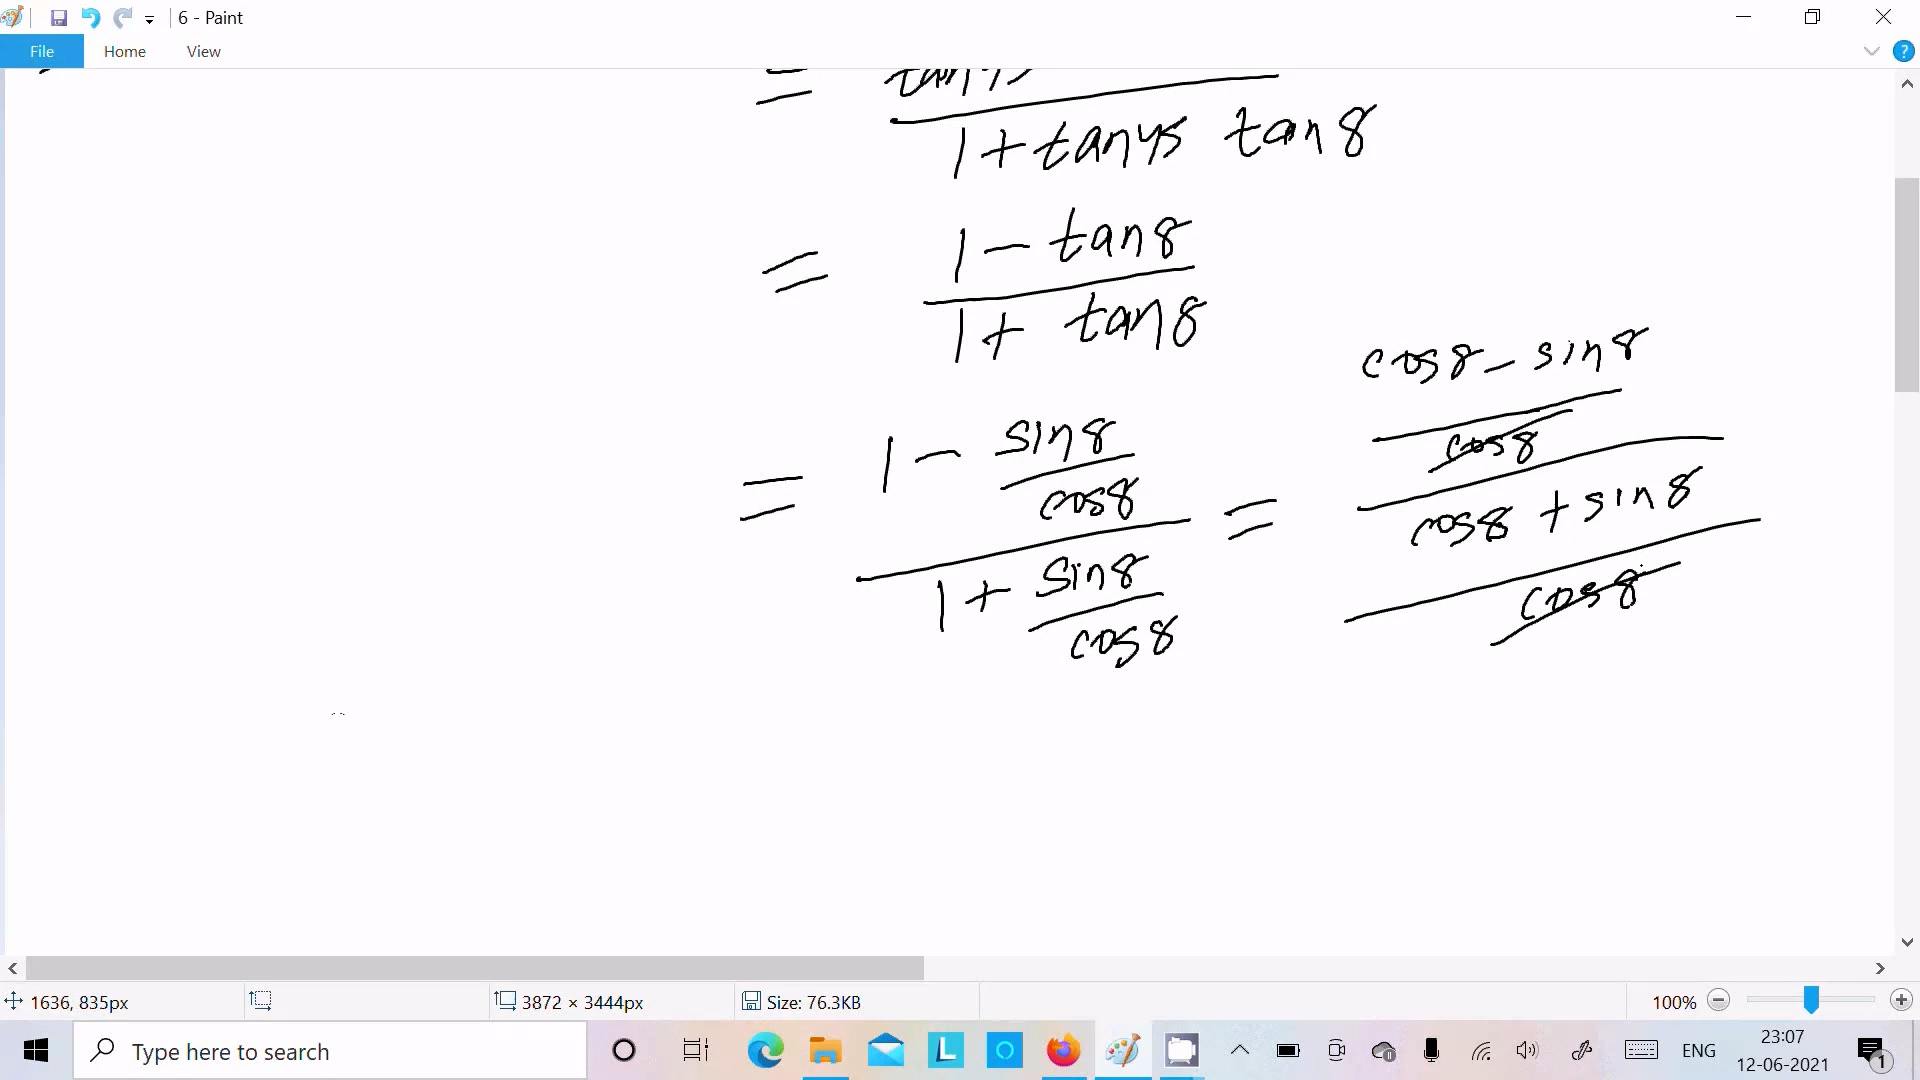 6 - Paint
File Home View
= tan45
1 + tan45 tan8
= 1 - tan8
1 + tan8
= 1 - sin8
cos8
1 + sin8
cos8
= cos8 - sin8
cos8
cos8 + sin8
cos8
1636, 835px 3872 × 3444px Size: 76.3KB 100%
Type here to search ENG 23:07
12-06-2021
1